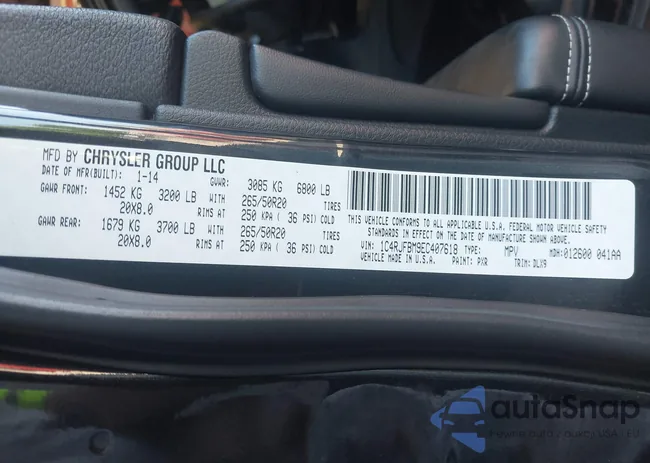 MFD BY CHRYSLER GROUP LLC
DATE OF MFR(BUILT): 1-14 GVWR: 3085 KG 6800 LB
GAWR FRONT: 1452 KG 3200 LB WITH 265/50R20 TIRES
20X8.0 RIMS AT 250 KPA ( 36 PSI) COLD
GAWR REAR: 1679 KG 3700 LB WITH 265/50R20 TIRES
20X8.0 RIMS AT 250 KPA ( 36 PSI) COLD
THIS VEHICLE CONFORMS TO ALL APPLICABLE U.S.A. FEDERAL MOTOR VEHICLE SAFETY
STANDARDS IN EFFECT ON THE DATE OF MANUFACTURE SHOWN ABOVE.
VIN: 1C4RJFBM9EC407618 TYPE: MPV MDH:012600 041AA
VEHICLE MADE IN U.S.A. PAINT: PXR TRIM: DLX9
autoSnap